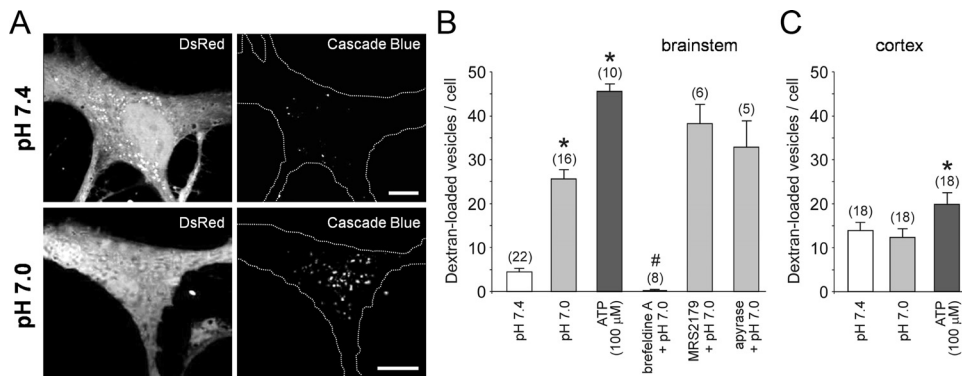 A
DsRed
Cascade Blue
pH 7.4
DsRed
Cascade Blue
pH 7.0
B
brainstem
Dextran-loaded vesicles / cell
50
40
30
20
10
0
(22)
*
(16)
*
(10)
#
(8)
(6)
(5)
pH 7.4
pH 7.0
ATP
(100 µM)
brefeldine A
+ pH 7.0
MRS2179
+ pH 7.0
apyrase
+ pH 7.0
C
cortex
Dextran-loaded vesicles / cell
50
40
30
20
10
0
(18)
(18)
*
(18)
pH 7.4
pH 7.0
ATP
(100 µM)